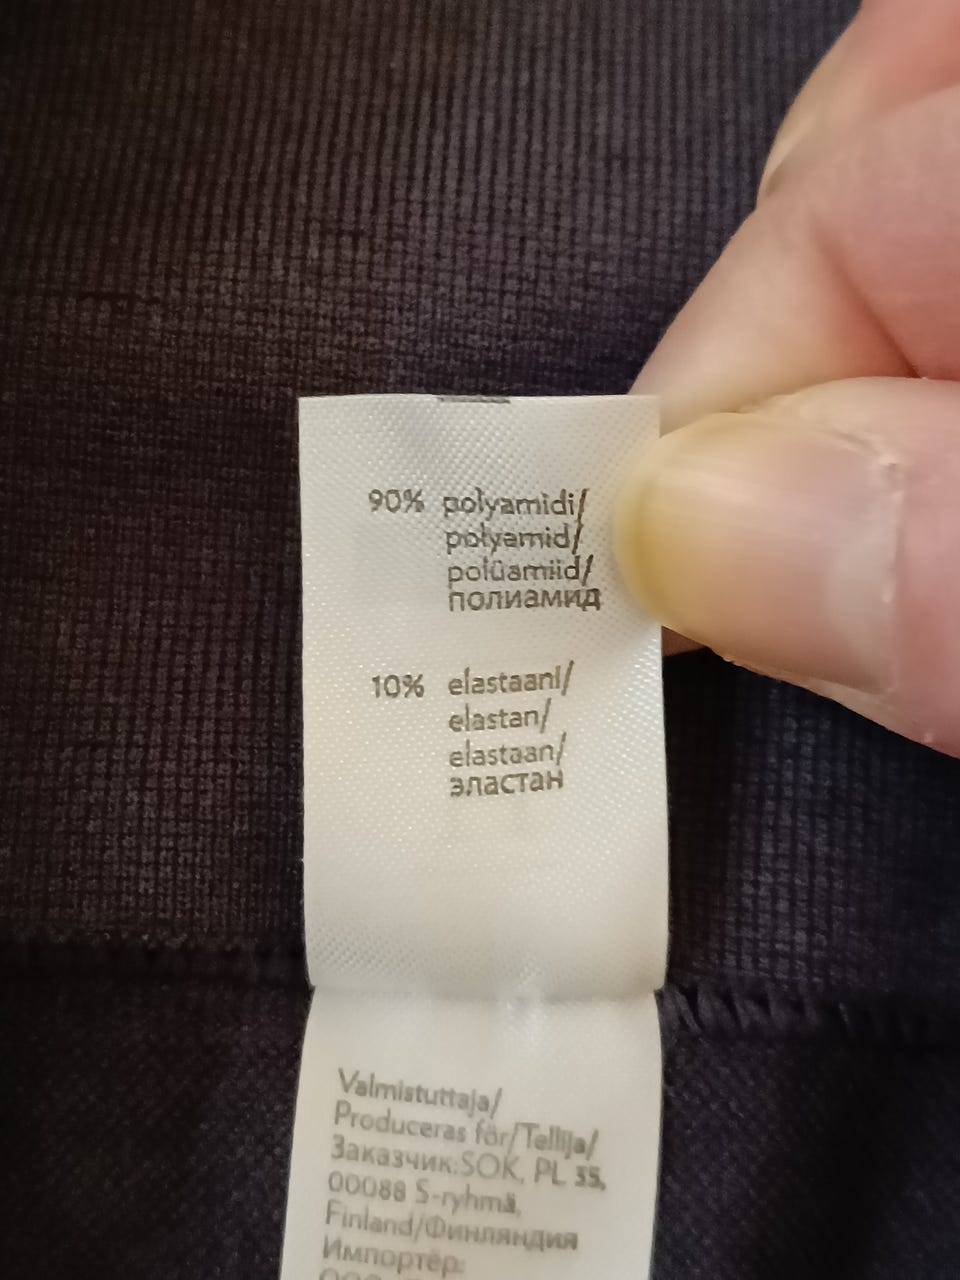 90% polyamidi/
polyamid/
polüamiid/
полиамид
10% elastaani/
elastan/
elastaan/
эластан
Valmistuttaja/
Produceras för/Tellija/
Заказчик:SOK, PL 35,
00088 S-ryhmä,
Finland/Финляндия
Импортёр: